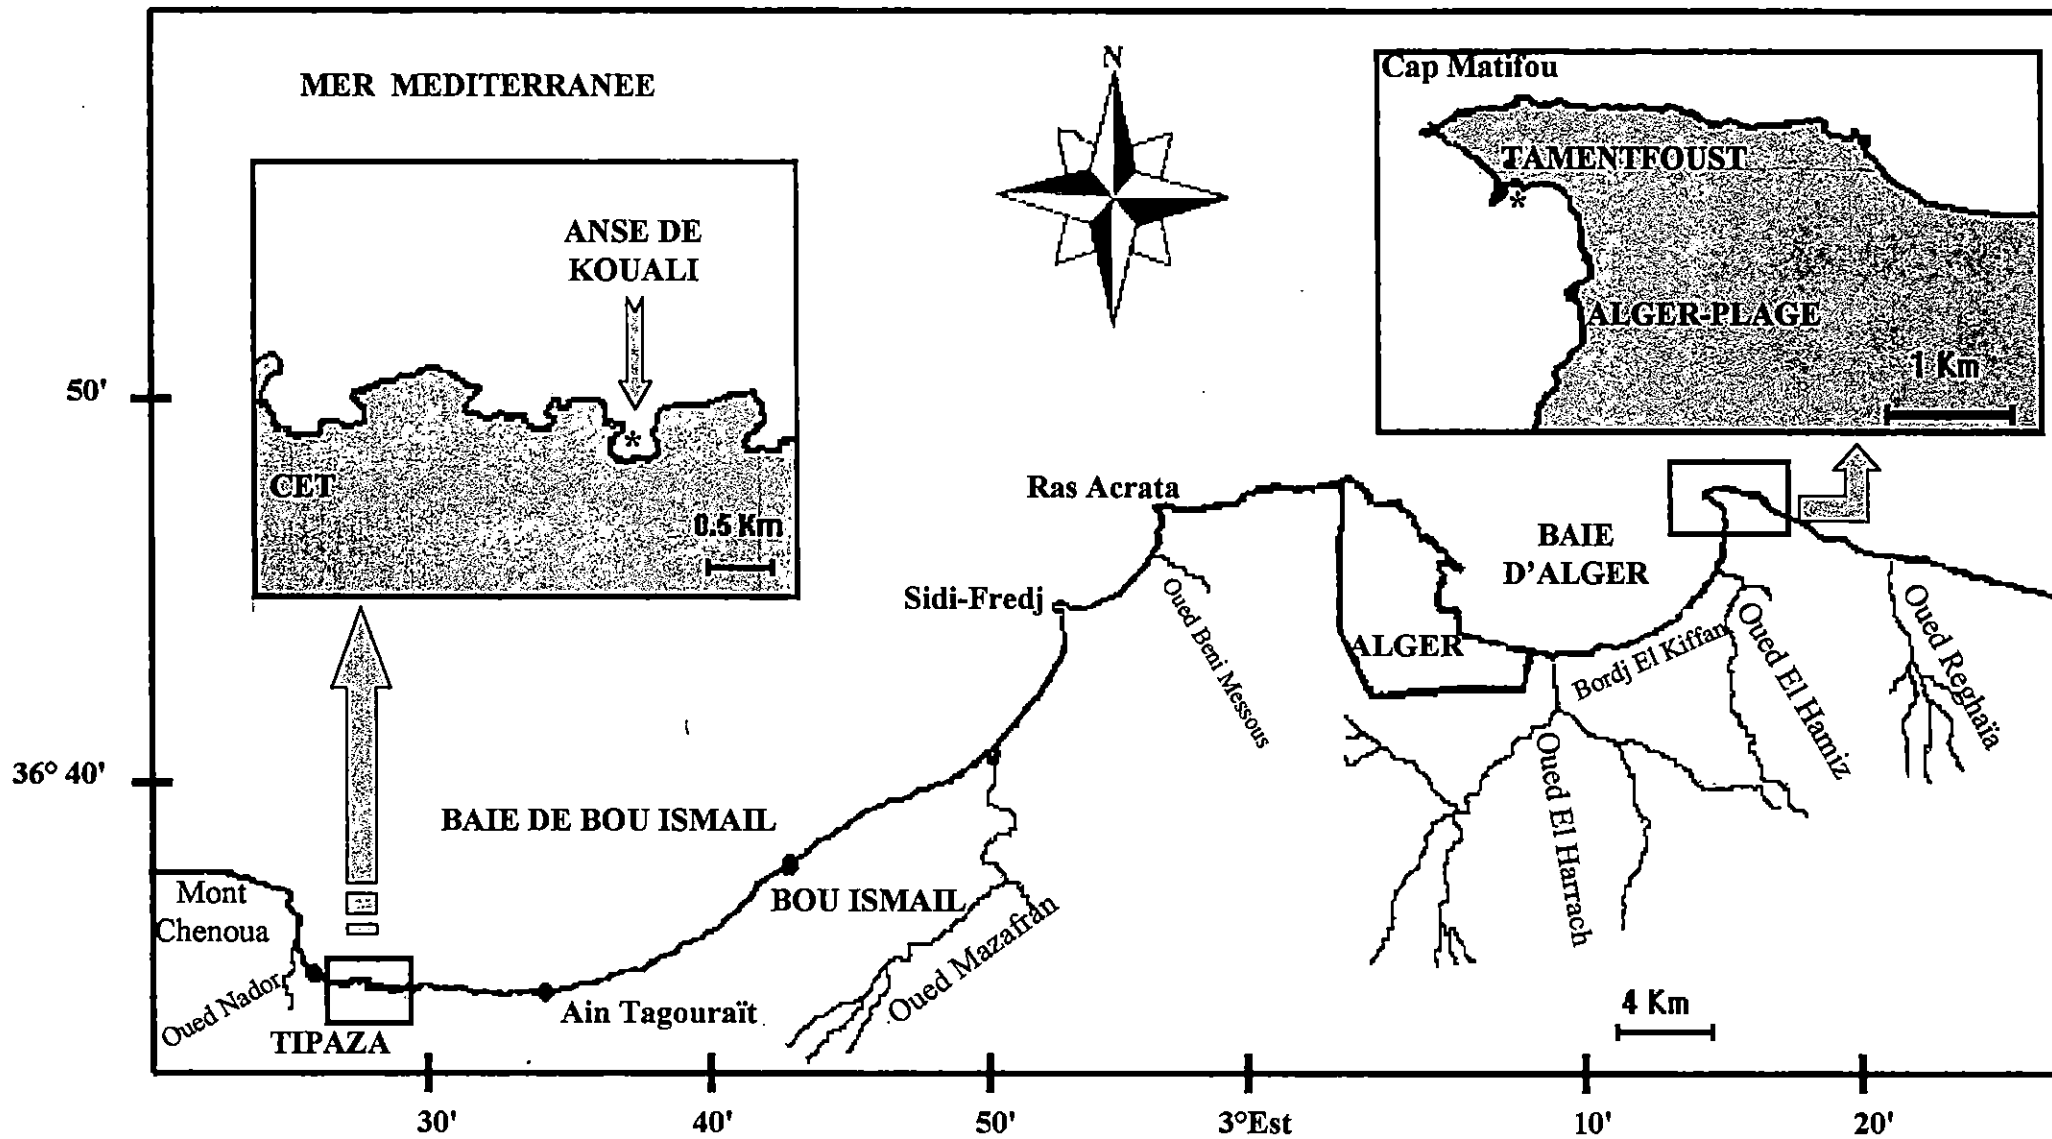 MER MEDITERRANEE
N
Cap Matifou
TAMENTFOUST
ALGER-PLAGE
1 Km
ANSE DE
KOUALI
*
*
CET
0.5 Km
50'
36° 40'
Ras Acrata
Sidi-Fredj
Oued Beni Messous
BAIE
D'ALGER
ALGER
Bordj El Kiffan
Oued El Hamiz
Oued Reghaïa
Oued El Harrach
BAIE DE BOU ISMAIL
BOU ISMAIL
Oued Mazafran
Mont
Chenoua
Oued Nador
TIPAZA
Ain Tagouraït
4 Km
30'
40'
50'
3°Est
10'
20'